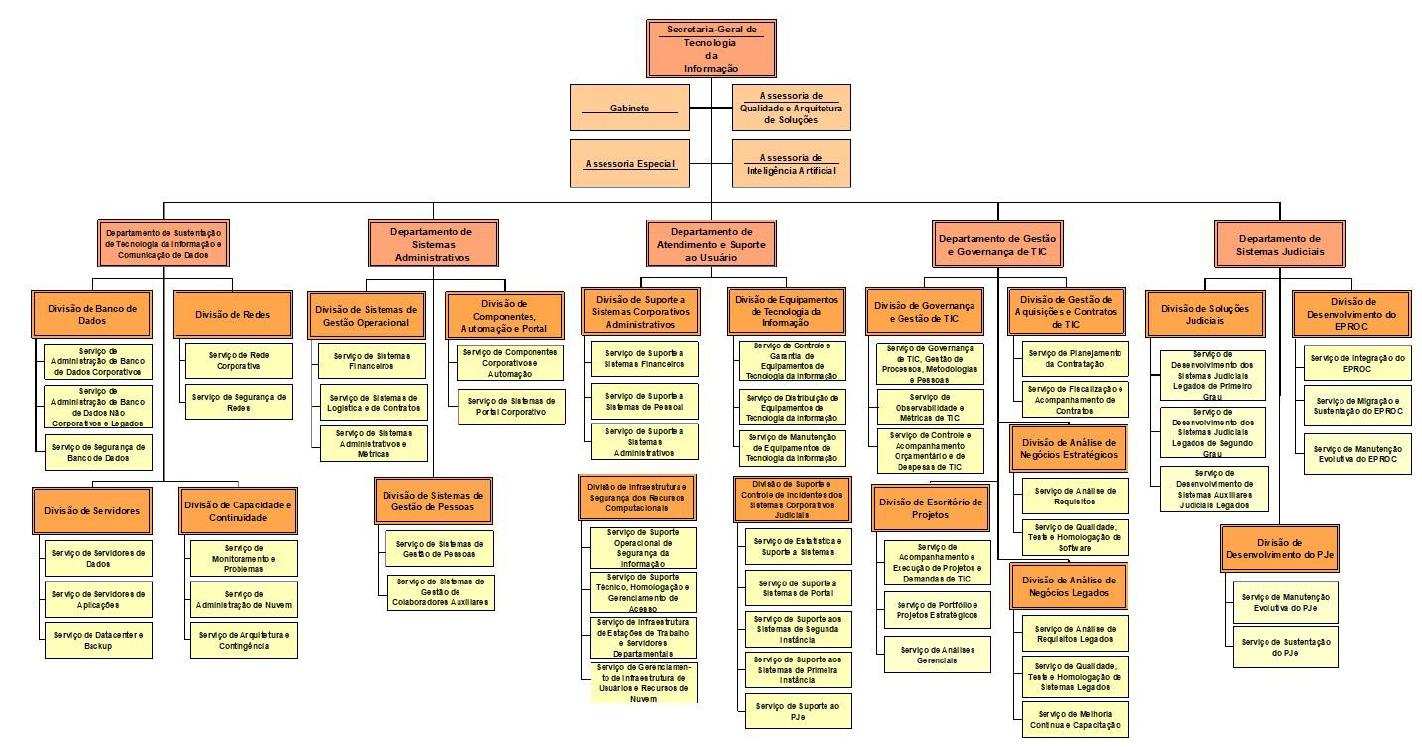 Secretaria-Geral de
Tecnologia
da
Informação
Gabinete
Assessoria de
Qualidade e Arquitetura
de Soluções
Assessoria Especial
Assessoria de
Inteligência Artificial
Departamento de Sustentação
de Tecnologia da Informação e
Comunicação de Dados
Divisão de Banco de
Dados
Serviço de
Administração de Banco
de Dados Corporativos
Serviço de
Administração de Banco
de Dados Não
Corporativos e Legados
Serviço de Segurança de
Banco de Dados
Divisão de Redes
Serviço de Rede
Corporativa
Serviço de Segurança de
Redes
Divisão de Servidores
Serviço de Servidores de
Dados
Serviço de Servidores de
Aplicações
Serviço de Datacenter e
Backup
Divisão de Capacidade e
Continuidade
Serviço de
Monitoramento e
Problemas
Serviço de
Administração de Nuvem
Serviço de Arquitetura e
Contingência
Departamento de
Sistemas
Administrativos
Divisão de Sistemas de
Gestão Operacional
Serviço de Sistemas
Financeiros
Serviço de Sistemas de
Logística e de Contratos
Serviço de Sistemas
Administrativos e
Métricas
Divisão de
Componentes,
Automação e Portal
Serviço de Componentes
Corporativos e
Automação
Serviço de Sistemas de
Portal Corporativo
Divisão de Sistemas de
Gestão de Pessoas
Serviço de Sistemas de
Gestão de Pessoas
Serviço de Sistemas de
Gestão de
Colaboradores Auxiliares
Departamento de
Atendimento e Suporte
ao Usuário
Divisão de Suporte a
Sistemas Corporativos
Administrativos
Serviço de Suporte a
Sistemas Financeiros
Serviço de Suporte a
Sistemas de Pessoal
Serviço de Suporte a
Sistemas
Administrativos
Divisão de Equipamentos
de Tecnologia da
Informação
Serviço de Controle e
Garantia de
Equipamentos de
Tecnologia da Informação
Serviço de Distribuição de
Equipamentos de
Tecnologia da Informação
Serviço de Manutenção
de Equipamentos de
Tecnologia da Informação
Divisão de Infraestrutura e
Segurança dos Recursos
Computacionais
Serviço de Suporte
Operacional de
Segurança da
Informação
Serviço de Suporte
Técnico, Homologação e
Gerenciamento de
Acesso
Serviço de Infraestrutura
de Estações de Trabalho
e Servidores
Departamentais
Serviço de Gerenciamen-
to de Infraestrutura de
Usuários e Recursos de
Nuvem
Divisão de Suporte e
Controle de Incidentes dos
Sistemas Corporativos
Judiciais
Serviço de Estatística e
Suporte a Sistemas
Serviço de Suporte a
Sistemas de Portal
Serviço de Suporte aos
Sistemas de Segunda
Instância
Serviço de Suporte aos
Sistemas de Primeira
Instância
Serviço de Suporte ao
PJe
Departamento de Gestão
e Governança de TIC
Divisão de Governança
e Gestão de TIC
Serviço de Governança
de TIC, Gestão de
Processos, Metodologias
e Pessoas
Serviço de
Observabilidade e
Métricas de TIC
Serviço de Controle e
Acompanhamento
Orçamentário e de
Despesas de TIC
Divisão de Gestão de
Aquisições e Contratos
de TIC
Serviço de Planejamento
da Contratação
Serviço de Fiscalização e
Acompanhamento de
Contratos
Divisão de Análise de
Negócios Estratégicos
Serviço de Análise de
Requisitos
Serviço de Qualidade,
Teste e Homologação de
Software
Divisão de Escritório de
Projetos
Serviço de
Acompanhamento e
Execução de Projetos e
Demandas de TIC
Serviço de Portfólio e
Projetos Estratégicos
Serviço de Análises
Gerenciais
Divisão de Análise de
Negócios Legados
Serviço de Análise de
Requisitos Legados
Serviço de Qualidade,
Teste e Homologação de
Sistemas Legados
Serviço de Melhoria
Contínua e Capacitação
Departamento de
Sistemas Judiciais
Divisão de Soluções
Judiciais
Serviço de
Desenvolvimento dos
Sistemas Judiciais
Legados de Primeiro
Grau
Serviço de
Desenvolvimento dos
Sistemas Judiciais
Legados de Segundo
Grau
Serviço de
Desenvolvimento de
Sistemas Auxiliares
Judiciais Legados
Divisão de
Desenvolvimento do
EPROC
Serviço de Integração do
EPROC
Serviço de Migração e
Sustentação do EPROC
Serviço de Manutenção
Evolutiva do EPROC
Divisão de
Desenvolvimento do PJe
Serviço de Manutenção
Evolutiva do PJe
Serviço de Sustentação
do PJe